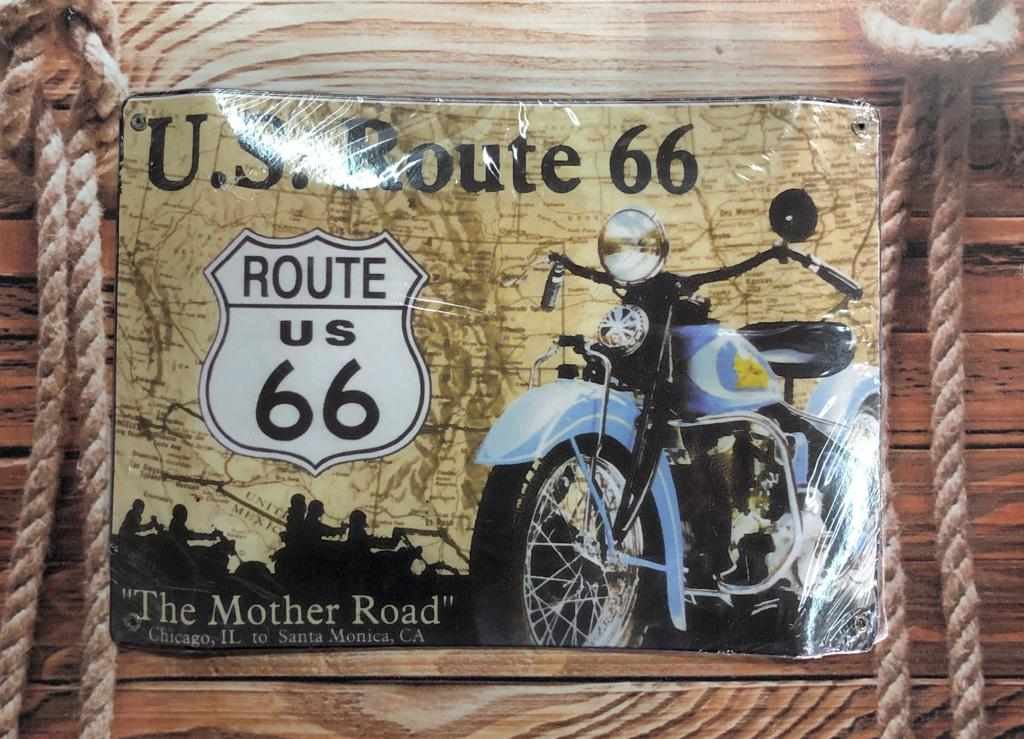 U.S. Route 66
ROUTE
US
66
"The Mother Road"
Chicago, IL to Santa Monica, CA